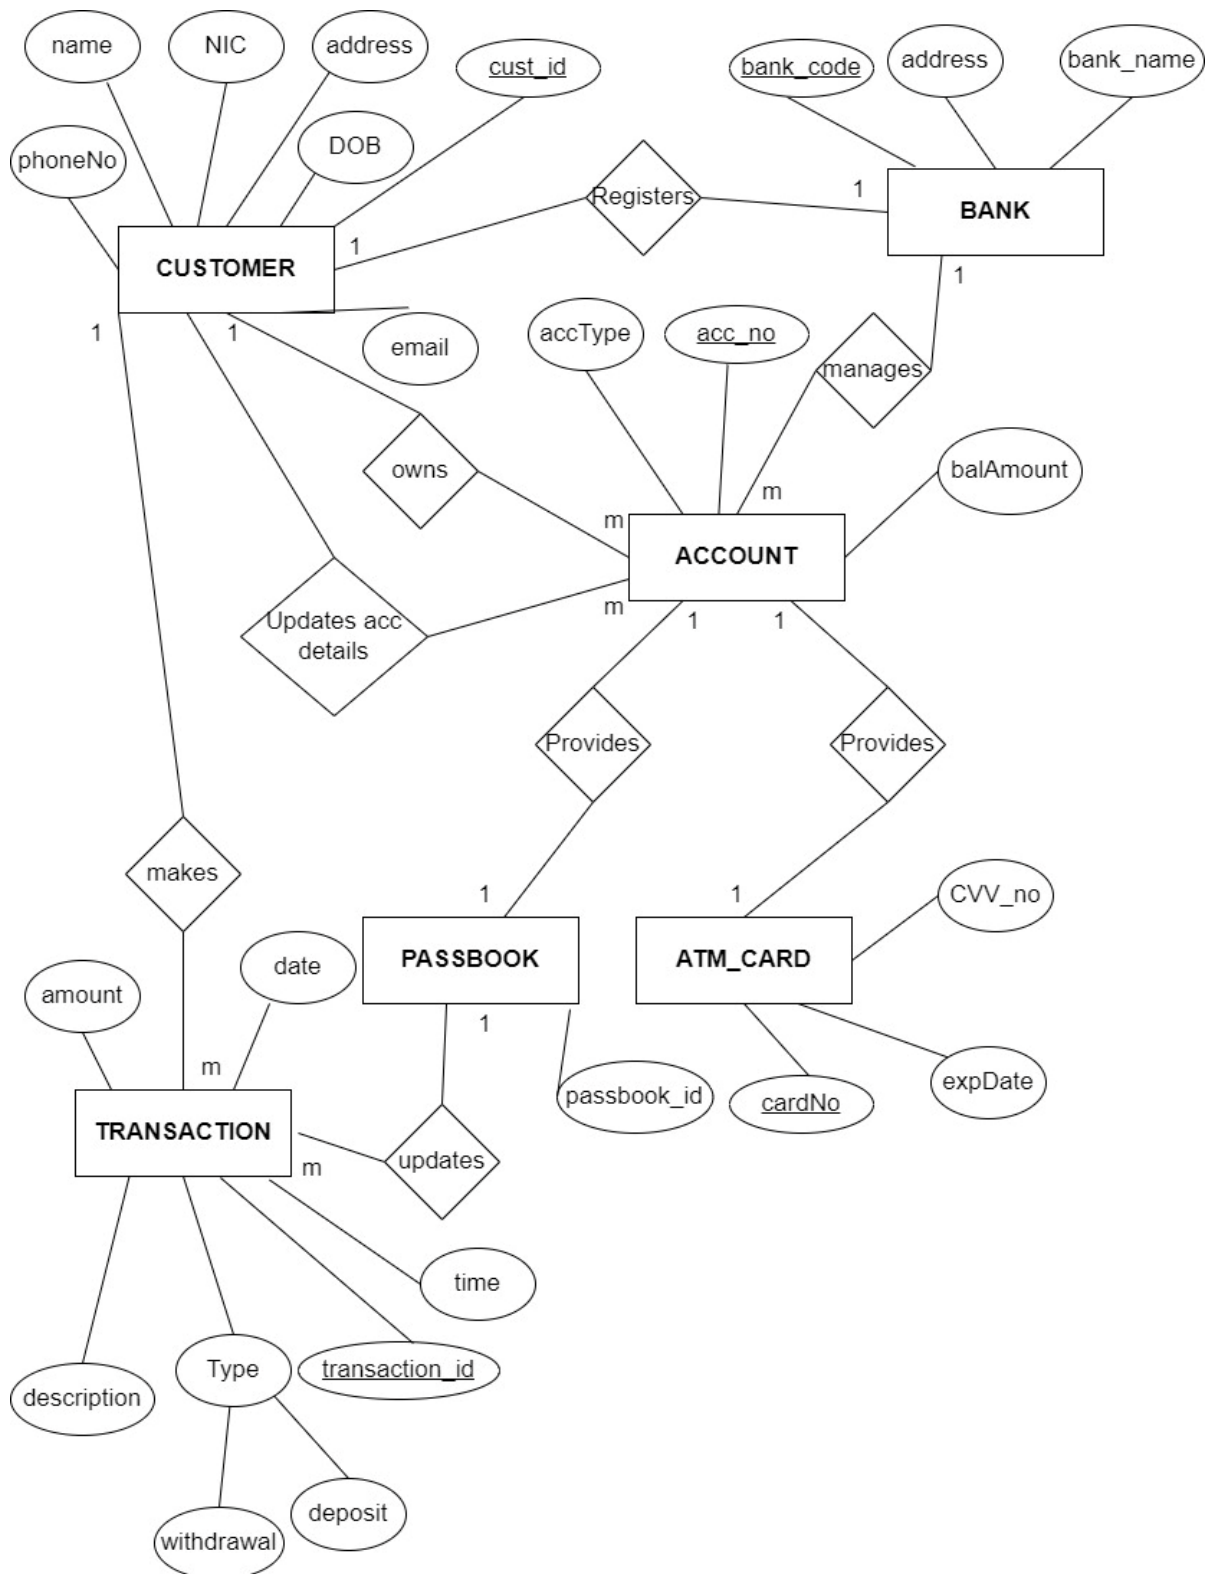 name
NIC
address
cust_id
bank_code
address
bank_name
phoneNo
DOB
Registers
1
1
BANK
CUSTOMER
1
1
1
email
accType
acc_no
manages
owns
balAmount
m
m
ACCOUNT
m
1
1
Updates acc
details
Provides
Provides
makes
1
1
CVV_no
PASSBOOK
ATM_CARD
date
amount
1
m
passbook_id
cardNo
expDate
TRANSACTION
m
updates
time
Type
transaction_id
description
deposit
withdrawal